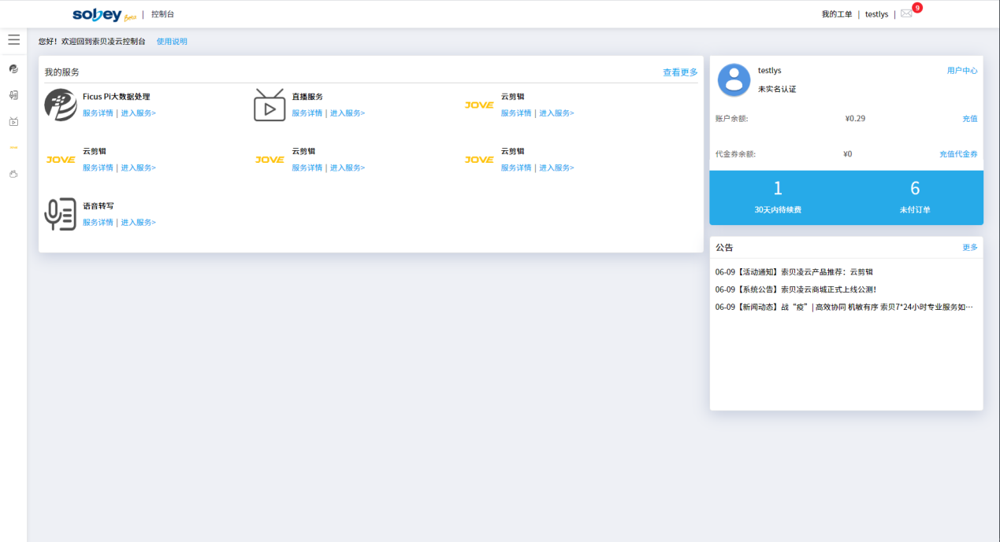 sobey Beta | 控制台
我的工单 | testlys | 9
您好！欢迎回到索贝凌云控制台 使用说明
我的服务 查看更多
Ficus Pi大数据处理
服务详情 | 进入服务>
直播服务
服务详情 | 进入服务>
JOVE
云剪辑
服务详情 | 进入服务>
JOVE
云剪辑
服务详情 | 进入服务>
JOVE
云剪辑
服务详情 | 进入服务>
JOVE
云剪辑
服务详情 | 进入服务>
语音转写
服务详情 | 进入服务>
testlys 用户中心
未实名认证
账户余额: ¥0.29 充值
代金券余额: ¥0 充值代金券
1 6
30天内待续费 未付订单
公告 更多
06-09【活动通知】索贝凌云产品推荐：云剪辑
06-09【系统公告】索贝凌云商城正式上线公测！
06-09【新闻动态】战“疫”| 高效协同 机敏有序 索贝7*24小时专业服务如…